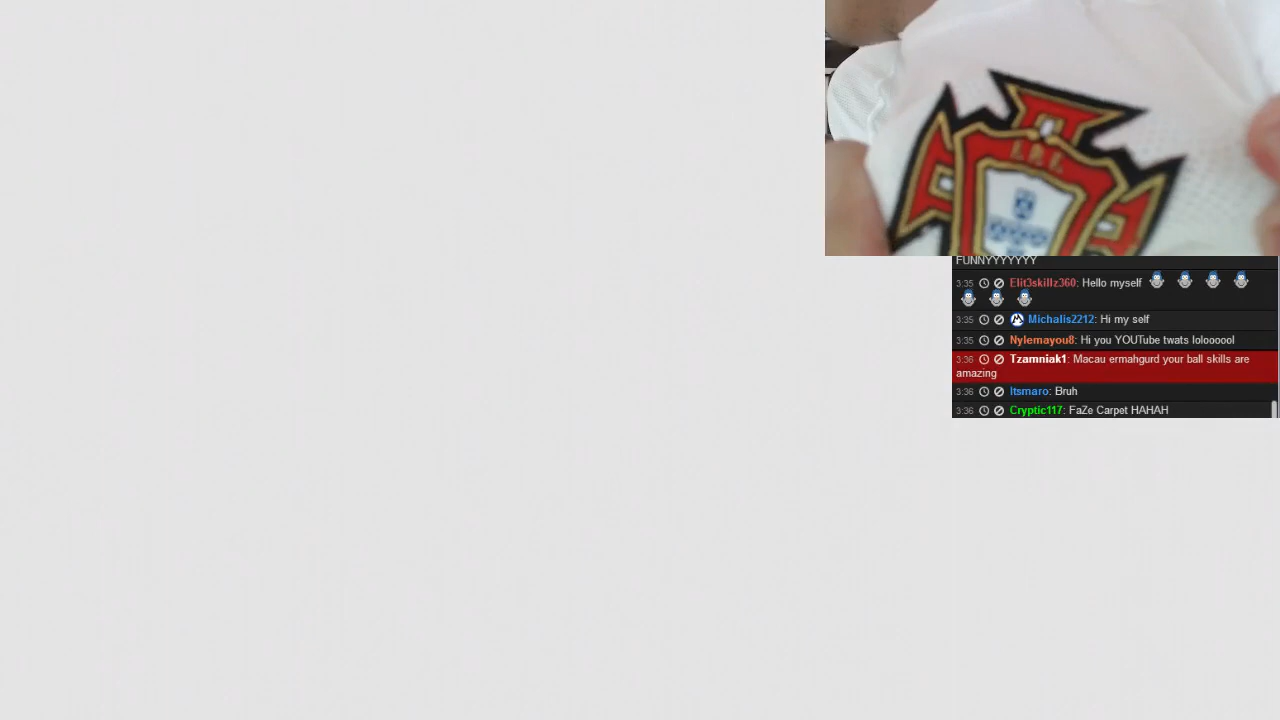 F.P.F.
FUNNYYYYYYY
3:35 Elit3skillz360: Hello myself
3:35 Michalis2212: Hi my self
3:35 Nylemayou8: Hi you YOUTube twats loloooool
3:36 Tzamniak1: Macau ermahgurd your ball skills are
amazing
3:36 Itsmaro: Bruh
3:36 Cryptic117: FaZe Carpet HAHAH